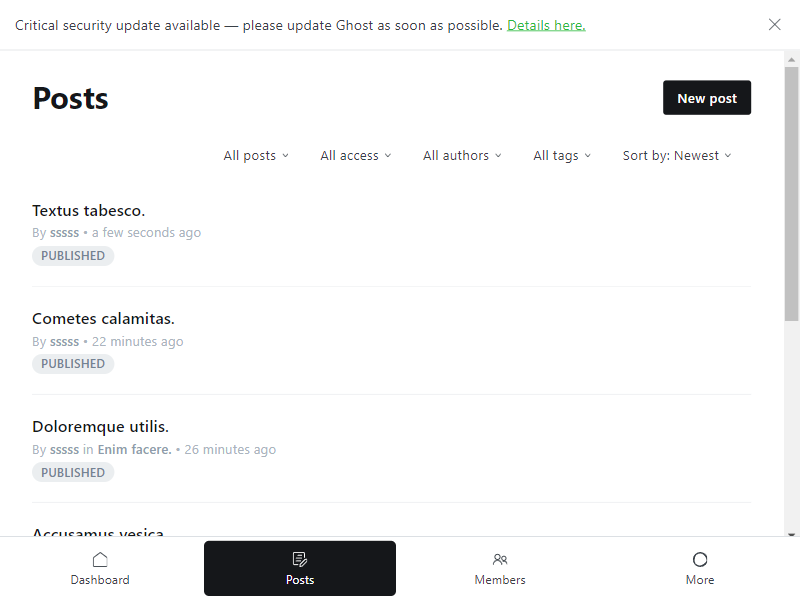 Critical security update available — please update Ghost as soon as possible. Details here.
Posts
New post
All posts
All access
All authors
All tags
Sort by: Newest
Textus tabesco.
By sssss • a few seconds ago
PUBLISHED
Cometes calamitas.
By sssss • 22 minutes ago
PUBLISHED
Doloremque utilis.
By sssss in Enim facere. • 26 minutes ago
PUBLISHED
Accusamus vesica.
Dashboard
Posts
Members
More